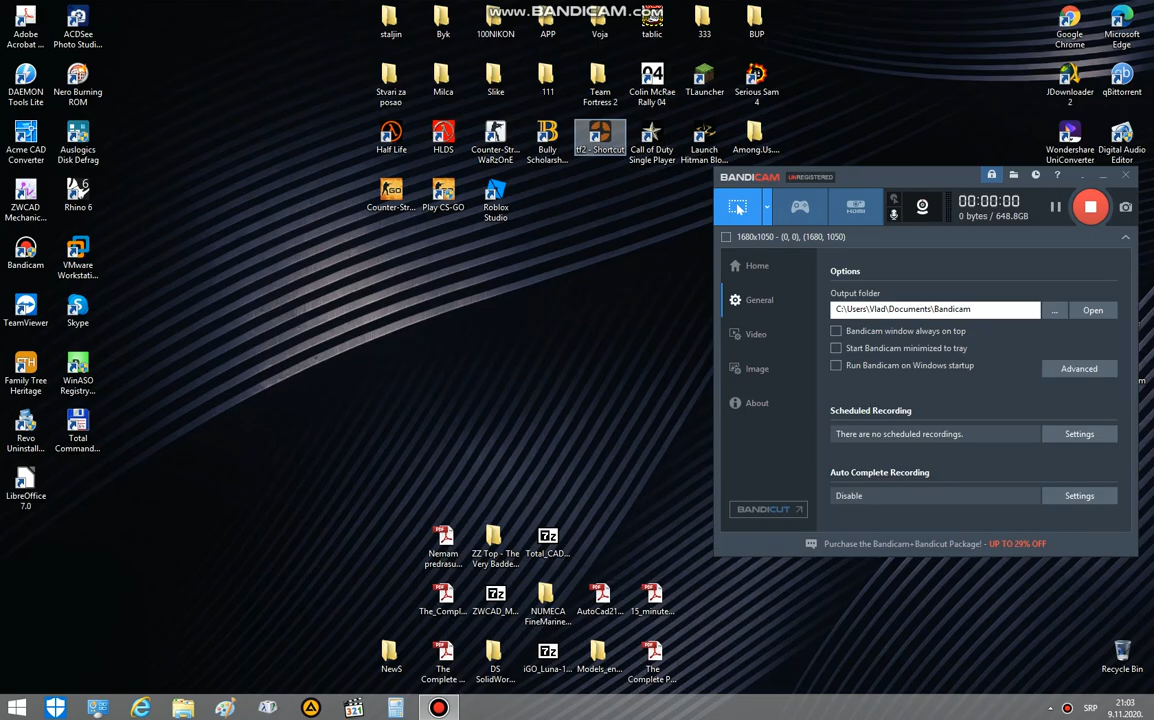 www.BANDICAM.com
Adobe
Acrobat ...
ACDSee
Photo Studi...
staljin
Byk
100NIKON
APP
Voja
tablic
333
BUP
Google
Chrome
Microsoft
Edge
DAEMON
Tools Lite
Nero Burning
ROM
Stvari za
posao
Milca
Slike
111
Team
Fortress 2
04
Colin McRae
Rally 04
TLauncher
Serious Sam
4
JDownloader
2
qBittorrent
Acme CAD
Converter
Auslogics
Disk Defrag
Half Life
HLDS
Counter-Str...
WaRzOnE
Bully
Scholarsh...
tf2 - Shortcut
Call of Duty
Single Player
Launch
Hitman Blo...
Among.Us....
Wondershare
UniConverter
Digital Audio
Editor
ZWCAD
Mechanic...
Rhino 6
Counter-Str...
Play CS-GO
Roblox
Studio
Bandicam
VMware
Workstati...
TeamViewer
Skype
Family Tree
Heritage
WinASO
Registry...
Revo
Uninstall...
Total
Comman...
LibreOffice
7.0
BANDICAM UNREGISTERED
HDMI
00:00:00
0 bytes / 648.8GB
1680x1050 - (0, 0), (1680, 1050)
Home
General
Video
Image
About
BANDICUT
Options
Output folder
C:\Users\Vlad\Documents\Bandicam
...
Open
Bandicam window always on top
Start Bandicam minimized to tray
Run Bandicam on Windows startup
Advanced
Scheduled Recording
There are no scheduled recordings.
Settings
Auto Complete Recording
Disable
Settings
Purchase the Bandicam+Bandicut Package! - UP TO 29% OFF
Nemam
predrasu...
ZZ Top - The
Very Badde...
Total_CAD...
The_Compl...
ZWCAD_M...
NUMECA
FineMarine...
AutoCad21...
15_minute...
NewS
The
Complete ...
DS
SolidWor...
iGO_Luna-1...
Models_en...
The
Complete P...
Recycle Bin
321
SRP
21:03
9.11.2020.